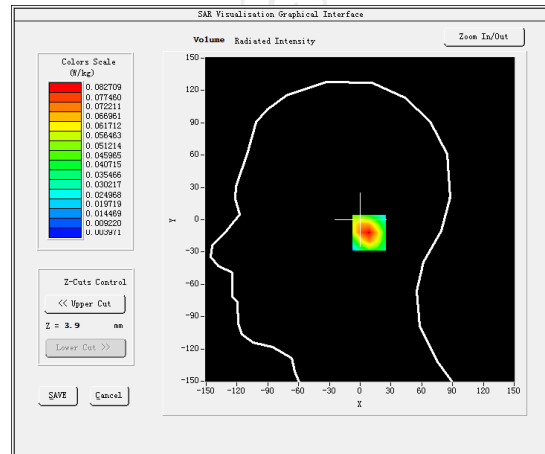 SAR Visualisation Graphical Interface
Volume Radiated Intensity
Zoom In/Out
Colors Scale
(W/kg)
0.082709
0.077460
0.072211
0.066961
0.061712
0.056463
0.051214
0.045965
0.040715
0.035466
0.030217
0.024968
0.019719
0.014469
0.009220
0.003971
Z-Cuts Control
<< Upper Cut
Z = 3.9 mm
Lower Cut >>
SAVE Cancel
150
120
90
60
30
0
-30
-60
-90
-120
-150
Y
-150 -120 -90 -60 -30 0 30 60 90 120 150
X